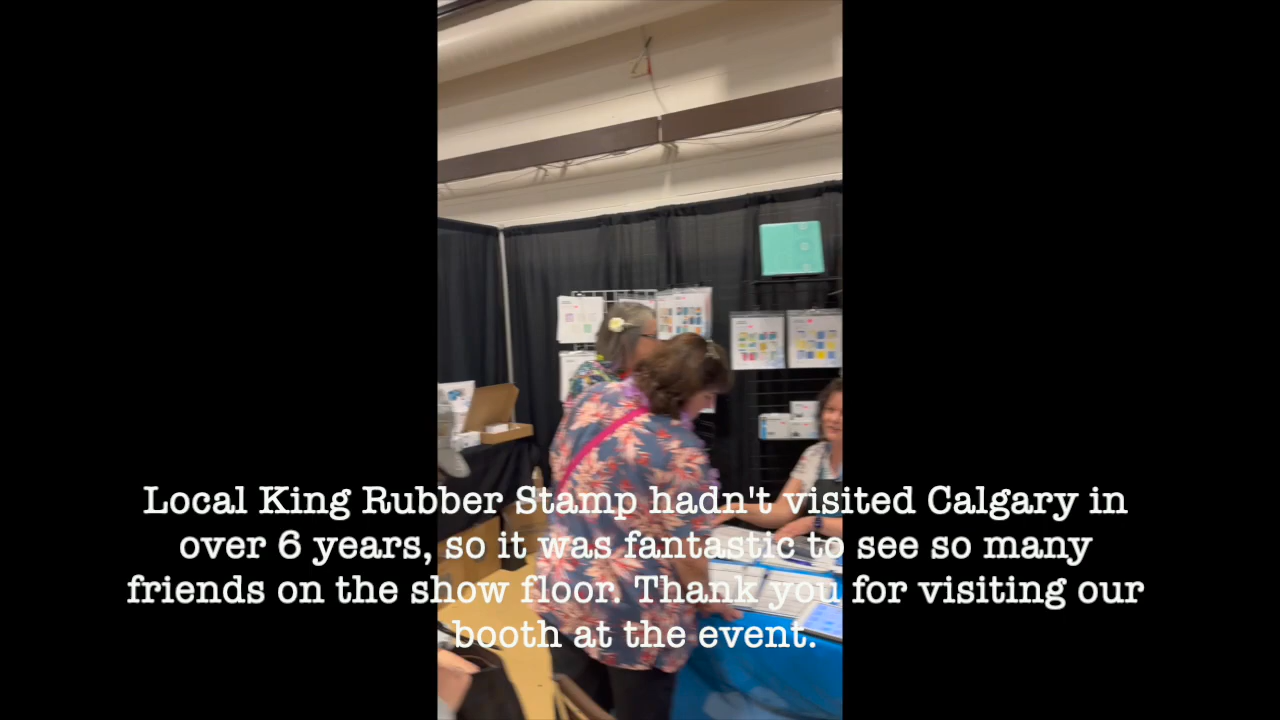 Local King Rubber Stamp hadn't visited Calgary in
over 6 years, so it was fantastic to see so many
friends on the show floor. Thank you for visiting our
booth at the event.